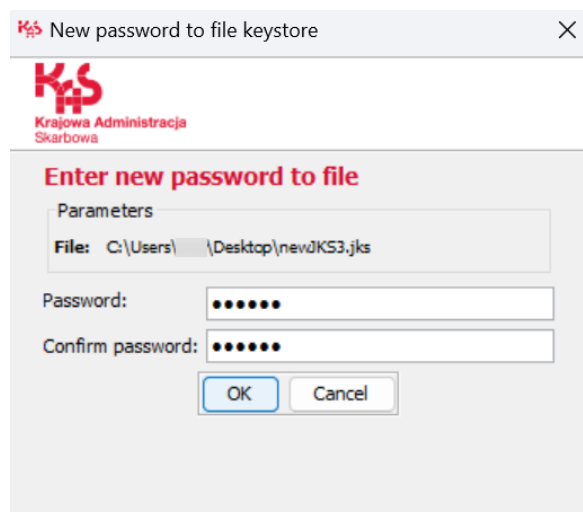 KAS New password to file keystore
KAS
Krajowa Administracja
Skarbowa
Enter new password to file
Parameters
File: C:\Users\ \Desktop\newJKS3.jks
Password: ●●●●●●
Confirm password: ●●●●●●
OK Cancel